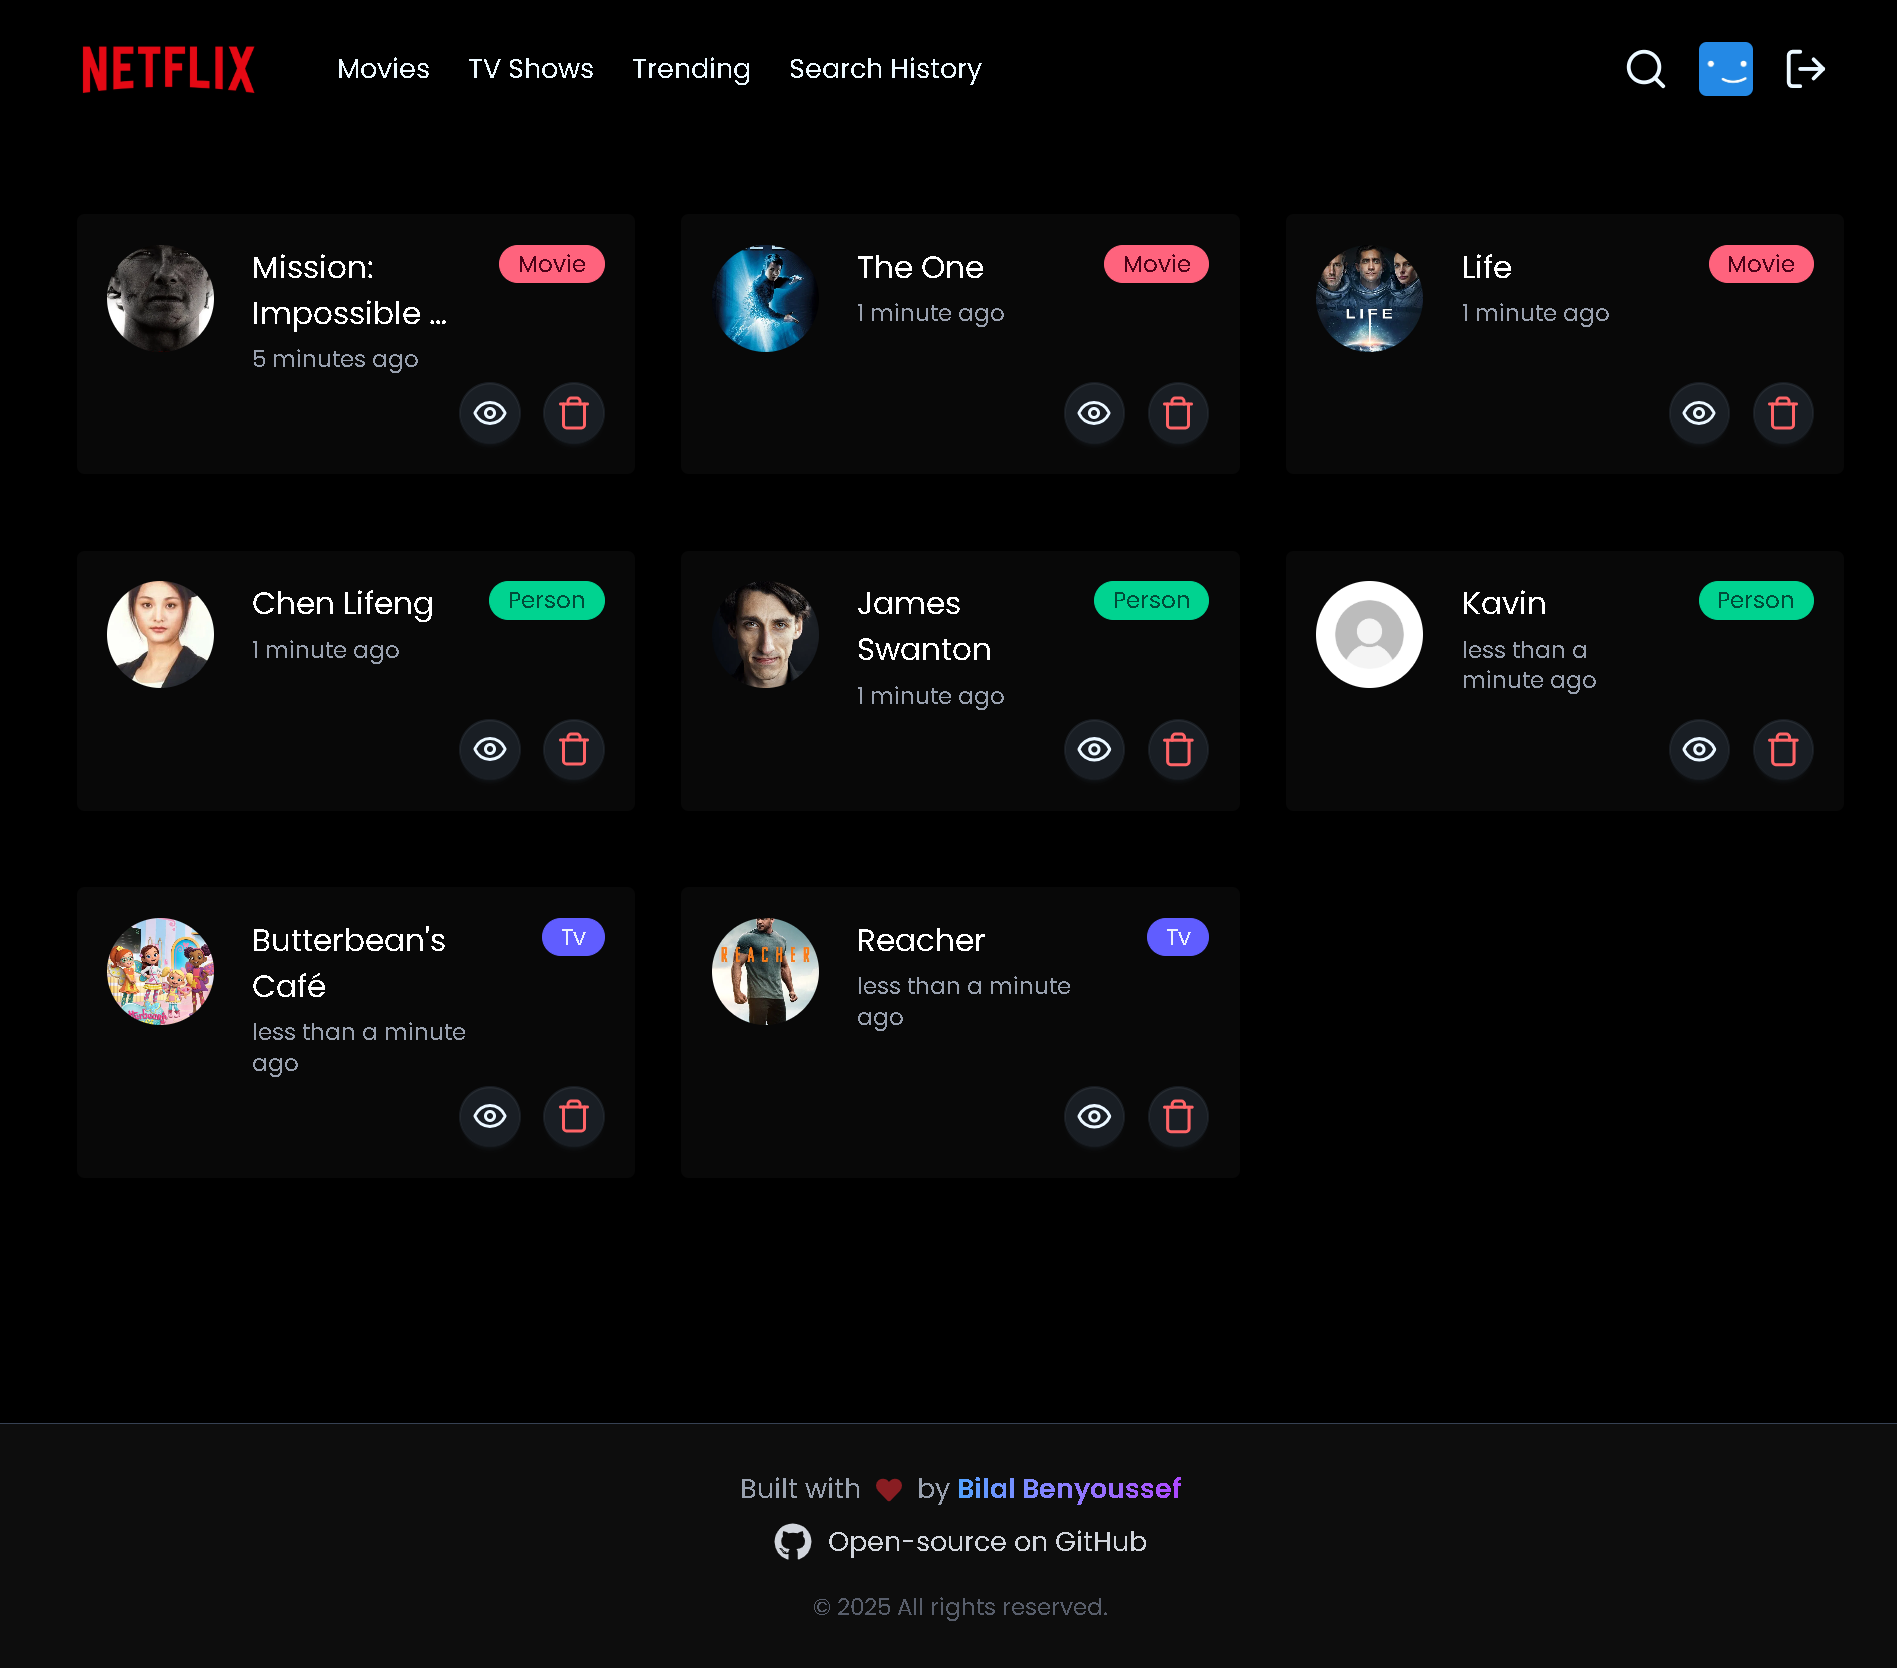 NETFLIX
Movies
TV Shows
Trending
Search History
Mission:
Impossible ...
5 minutes ago
Movie
The One
1 minute ago
Movie
LIFE
Life
1 minute ago
Movie
Chen Lifeng
1 minute ago
Person
James
Swanton
1 minute ago
Person
Kavin
less than a
minute ago
Person
Butterbean's
Café
less than a minute
ago
Tv
REACHER
Reacher
less than a minute
ago
Tv
Built with by Bilal Benyoussef
Open-source on GitHub
© 2025 All rights reserved.